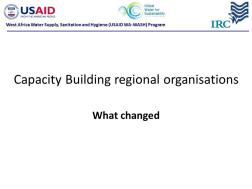 USAID
FROM THE AMERICAN PEOPLE
Global
Water for
Sustainability
West Africa Water Supply, Sanitation and Hygiene (USAID WA-WASH) Program
IRC
Capacity Building regional organisations
What changed